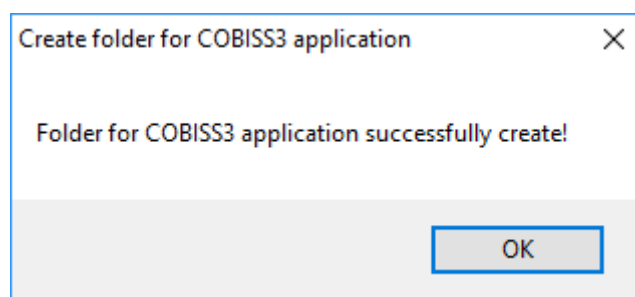 Create folder for COBISS3 application
Folder for COBISS3 application successfully create!
OK